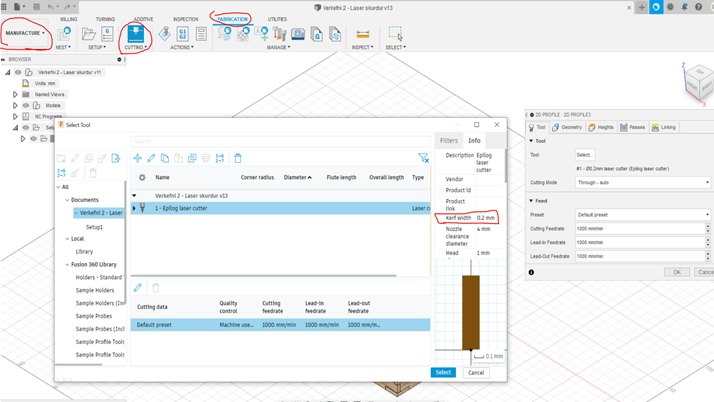 Verkefni 2 - Laser skurdur v13
MANUFACTURE
MILLING TURNING ADDITIVE INSPECTION FABRICATION UTILITIES
NEST SETUP CUTTING ACTIONS MANAGE INSPECT SELECT
BROWSER
Verkefni 2 - Laser skurdur v11
Units: mm
Named Views
Models
NC Programs
Setu
Select Tool
Search
Filters Info
All
Documents
Verkefni 2 - Laser
Setup1
Local
Library
Fusion 360 Library
Holders - Standard
Sample Holders
Sample Holders (In
Sample Probes
Sample Probes (Incl
Sample Profile Tools
Sample Profile Tools
Name Corner radius Diameter Flute length Overall length Type
Verkefni 2 - Laser skurdur v13
1 - Epilog laser cutter Laser c
Cutting data Quality control Cutting feedrate Lead-in feedrate Lead-out feedrate
Default preset Machine use... 1000 mm/min 1000 mm/min 1000 mm/m...
Description Epilog laser cutter
Vendor
Product Id
Product link
Kerf width 0.2 mm
Nozzle clearance diameter 4 mm
Head 1 mm
0.1 mm
Select Cancel
2D PROFILE : 2D PROFILE5
Tool Geometry Heights Passes Linking
Tool
Tool Select...
#1 - Ø0.2mm laser cutter (Epilog laser cutter)
Cutting Mode Through - auto
Feed
Preset Default preset
Cutting Feedrate 1000 mm/min
Lead-In Feedrate 1000 mm/min
Lead-Out Feedrate 1000 mm/min
OK Cance
Z
X